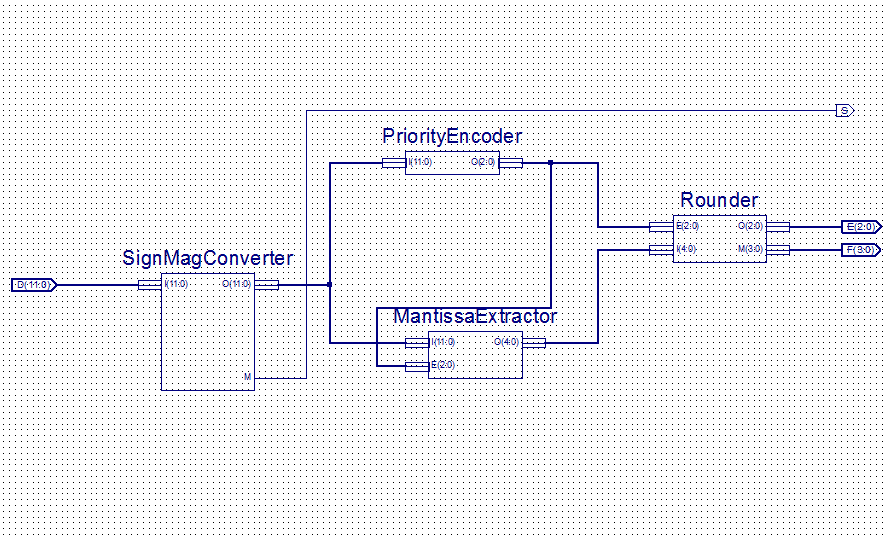 S
PriorityEncoder
I(11:0) O(2:0)
Rounder
E(2:0) O(2:0) E(2:0)
I(4:0) M(3:0) F(3:0)
SignMagConverter
D(11:0) I(11:0) O(11:0)
M
MantissaExtractor
I(11:0) O(4:0)
E(2:0)